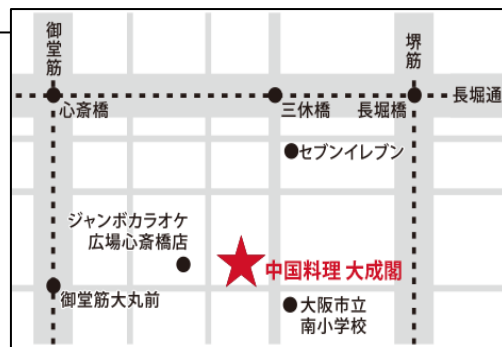 御堂筋
堺筋
心斎橋
三休橋
長堀橋
長堀通
セブンイレブン
ジャンボカラオケ
広場心斎橋店
中国料理 大成閣
御堂筋大丸前
大阪市立
南小学校